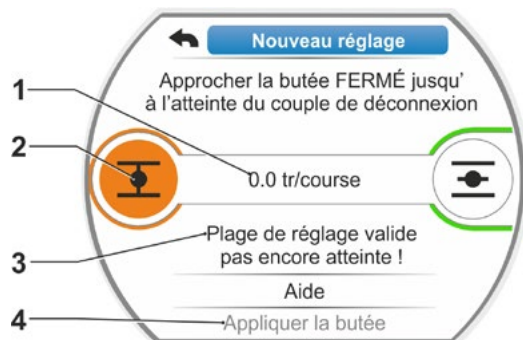 Nouveau réglage
Approcher la butée FERMÉ jusqu'
à l'atteinte du couple de déconnexion
1
2
0.0 tr/course
Plage de réglage valide
pas encore atteinte !
3
Aide
4
Appliquer la butée